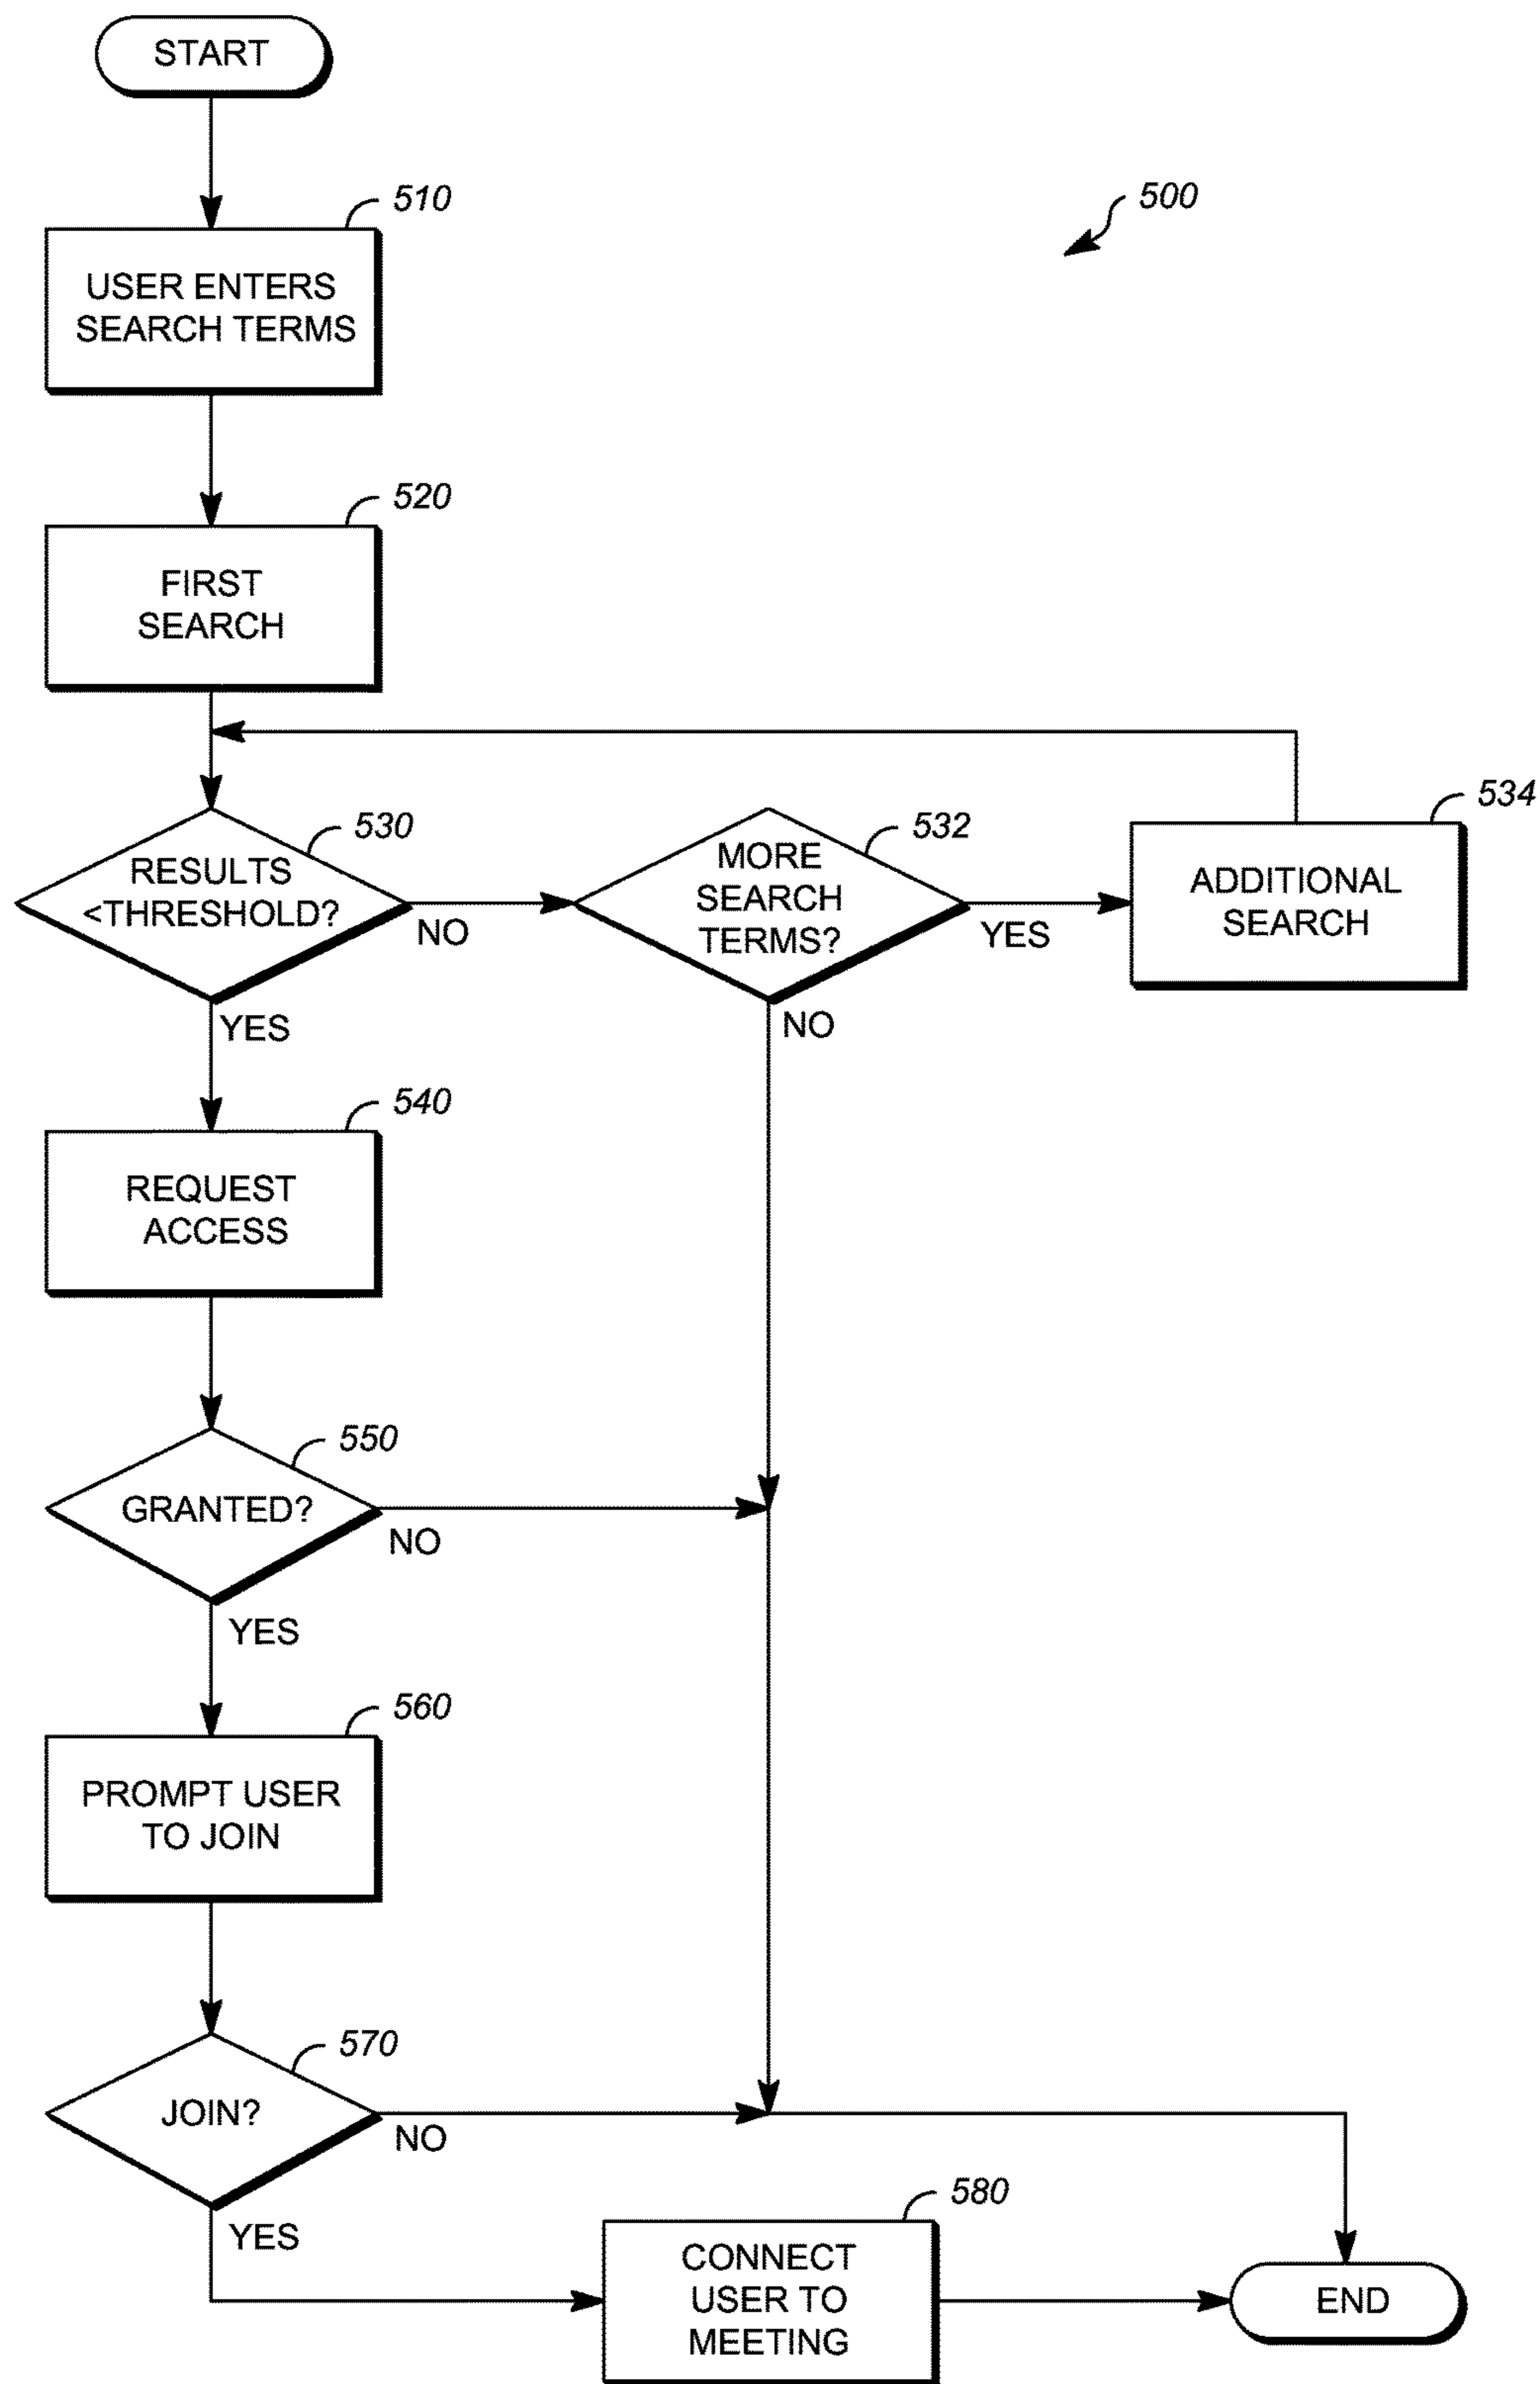 START
510
500
USER ENTERS
SEARCH TERMS
520
FIRST
SEARCH
530
RESULTS
<THRESHOLD?
NO
YES
532
MORE
SEARCH
TERMS?
YES
NO
534
ADDITIONAL
SEARCH
540
REQUEST
ACCESS
550
GRANTED?
NO
YES
560
PROMPT USER
TO JOIN
570
JOIN?
NO
YES
580
CONNECT
USER TO
MEETING
END